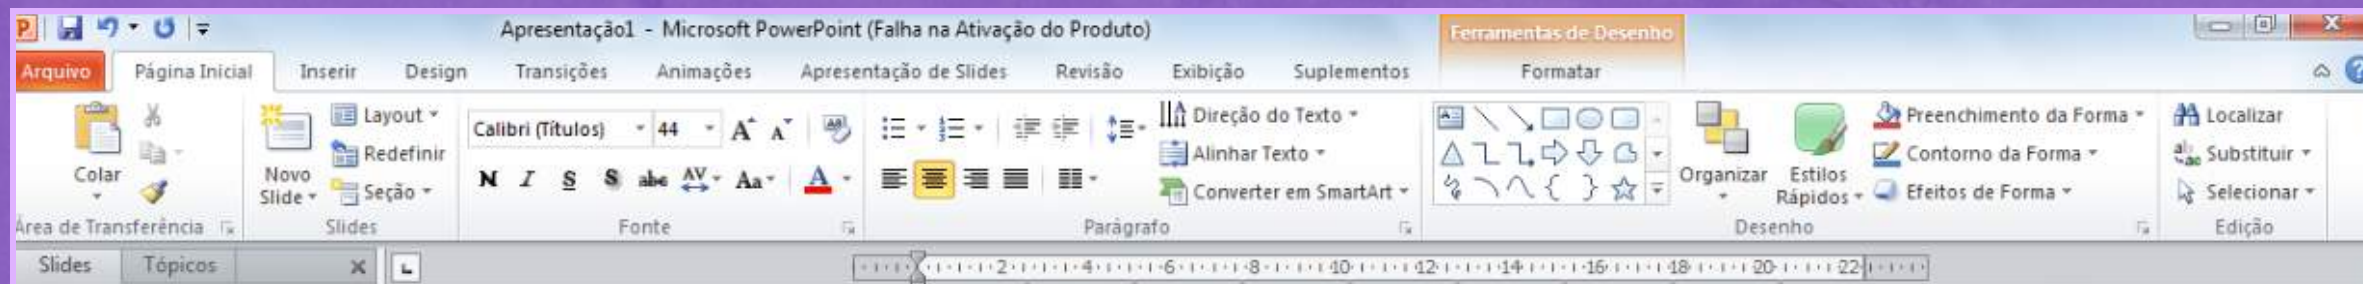 Apresentação1 - Microsoft PowerPoint (Falha na Ativação do Produto)
Ferramentas de Desenho
Arquivo Página Inicial Inserir Design Transições Animações Apresentação de Slides Revisão Exibição Suplementos Formatar
Colar
Área de Transferência
Novo Slide
Layout
Redefinir
Seção
Slides
Calibri (Títulos) 44 A A
N I S S abc AV Aa A
Fonte
Direção do Texto
Alinhar Texto
Converter em SmartArt
Parágrafo
Organizar
Estilos Rápidos
Preenchimento da Forma
Contorno da Forma
Efeitos de Forma
Desenho
Localizar
Substituir
Selecionar
Edição
Slides Tópicos
2 4 6 8 10 12 14 16 18 20 22